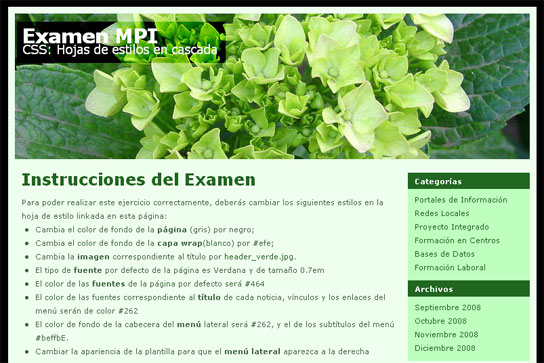 Examen MPI
CSS: Hojas de estilos en cascada
Instrucciones del Examen
Para poder realizar este ejercicio correctamente, deberás cambiar los siguientes estilos en la
hoja de estilo linkada en esta página:
Cambia el color de fondo de la página (gris) por negro;
Cambia el color de fondo de la capa wrap(blanco) por #efe;
Cambia la imagen correspondiente al título por header_verde.jpg.
El tipo de fuente por defecto de la página es Verdana y de tamaño 0.7em
El color de las fuentes de la página por defecto será #464
El color de las fuentes correspondiente al título de cada noticia, vínculos y los enlaces del
menú serán de color #262
El color de fondo de la cabecera del menú lateral será #262, y el de los subtítulos del menú
#beffbE.
Cambiar la apariencia de la plantilla para que el menú lateral aparezca a la derecha
Categorías
Portales de Información
Redes Locales
Proyecto Integrado
Formación en Centros
Bases de Datos
Formación Laboral
Archivos
Septiembre 2008
Octubre 2008
Noviembre 2008
Diciembre 2008